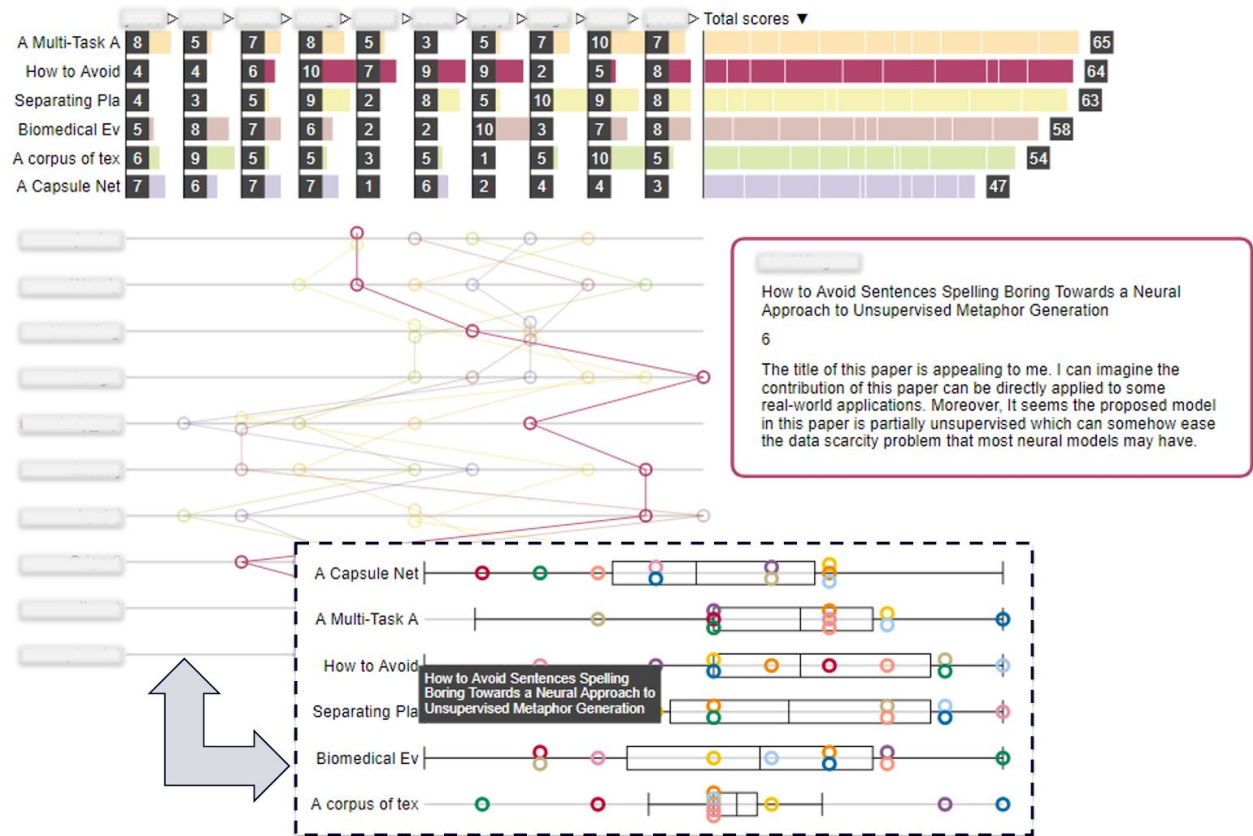 Total scores ▼
A Multi-Task A 8 5 7 8 5 3 5 7 10 7 65
How to Avoid 4 4 6 10 7 9 9 2 5 8 64
Separating Pla 4 3 5 9 2 8 5 10 9 8 63
Biomedical Ev 5 8 7 6 2 2 10 3 7 8 58
A corpus of tex 6 9 5 5 3 5 1 5 10 5 54
A Capsule Net 7 6 7 7 1 6 2 4 4 3 47
How to Avoid Sentences Spelling Boring Towards a Neural
Approach to Unsupervised Metaphor Generation
6
The title of this paper is appealing to me. I can imagine the
contribution of this paper can be directly applied to some
real-world applications. Moreover, It seems the proposed model
in this paper is partially unsupervised which can somehow ease
the data scarcity problem that most neural models may have.
A Capsule Net
A Multi-Task A
How to Avoid
How to Avoid Sentences Spelling
Boring Towards a Neural Approach to
Unsupervised Metaphor Generation
Separating Pla
Biomedical Ev
A corpus of tex